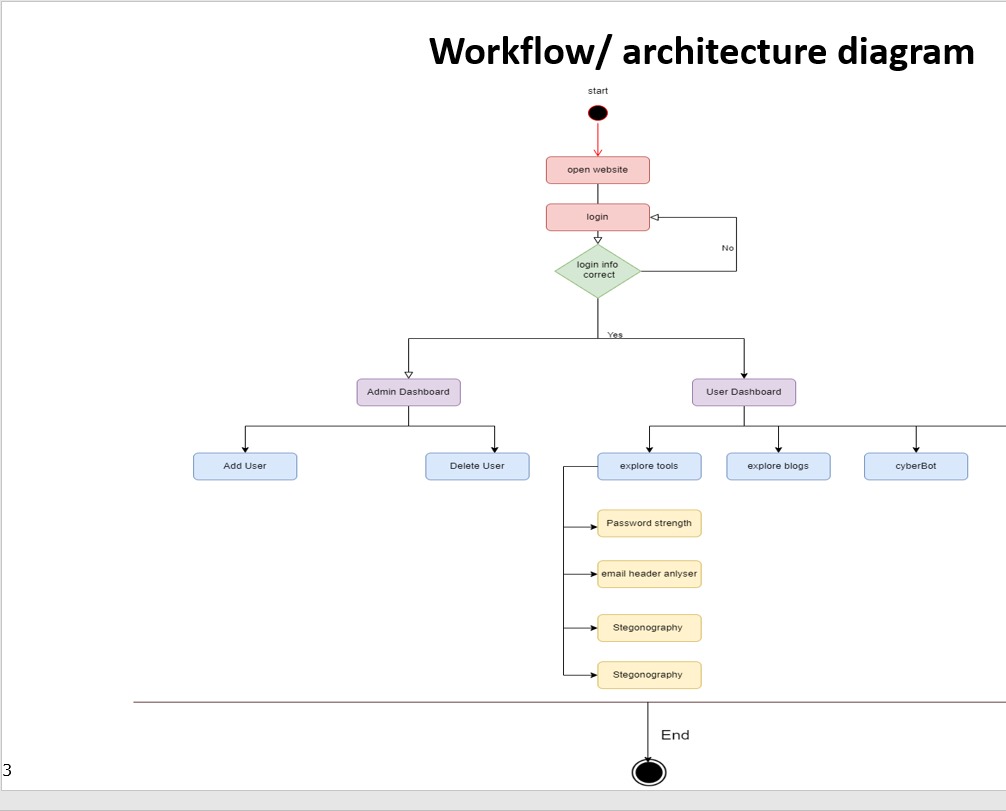 Workflow/ architecture diagram
start
open website
login
No
login info
correct
Yes
Admin Dashboard
User Dashboard
Add User
Delete User
explore tools
explore blogs
cyberBot
Password strength
email header anlyser
Stegonography
Stegonography
End
3